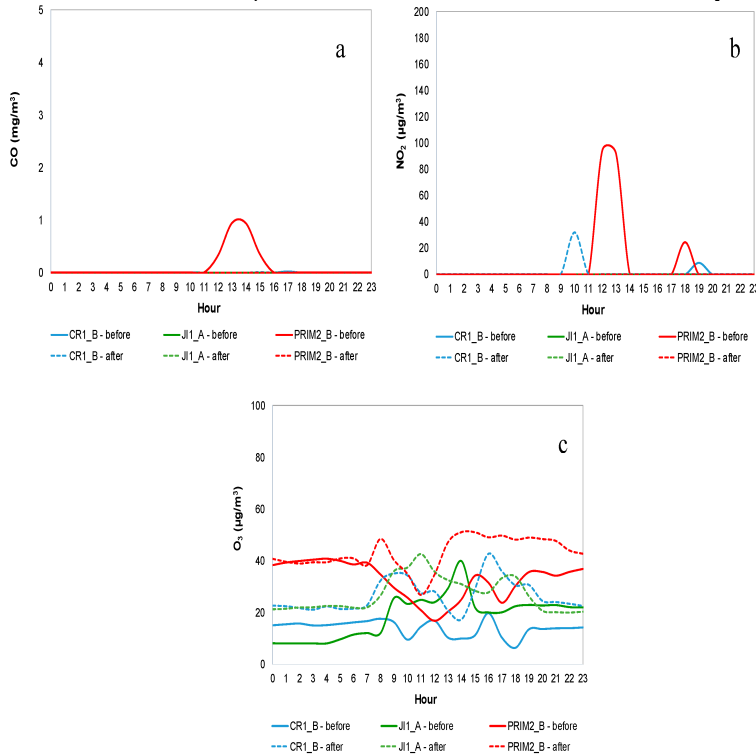 a
5
4
3
2
1
0
CO (mg/m³)
0 1 2 3 4 5 6 7 8 9 10 11 12 13 14 15 16 17 18 19 20 21 22 23
Hour
CR1_B - before JI1_A - before PRIM2_B - before
CR1_B - after JI1_A - after PRIM2_B - after
b
200
180
160
140
120
100
80
60
40
20
0
NO₂ (µg/m³)
0 1 2 3 4 5 6 7 8 9 10 11 12 13 14 15 16 17 18 19 20 21 22 23
Hour
CR1_B - before JI1_A - before PRIM2_B - before
CR1_B - after JI1_A - after PRIM2_B - after
c
100
80
60
40
20
0
O₃ (µg/m³)
0 1 2 3 4 5 6 7 8 9 10 11 12 13 14 15 16 17 18 19 20 21 22 23
Hour
CR1_B - before JI1_A - before PRIM2_B - before
CR1_B - after JI1_A - after PRIM2_B - after